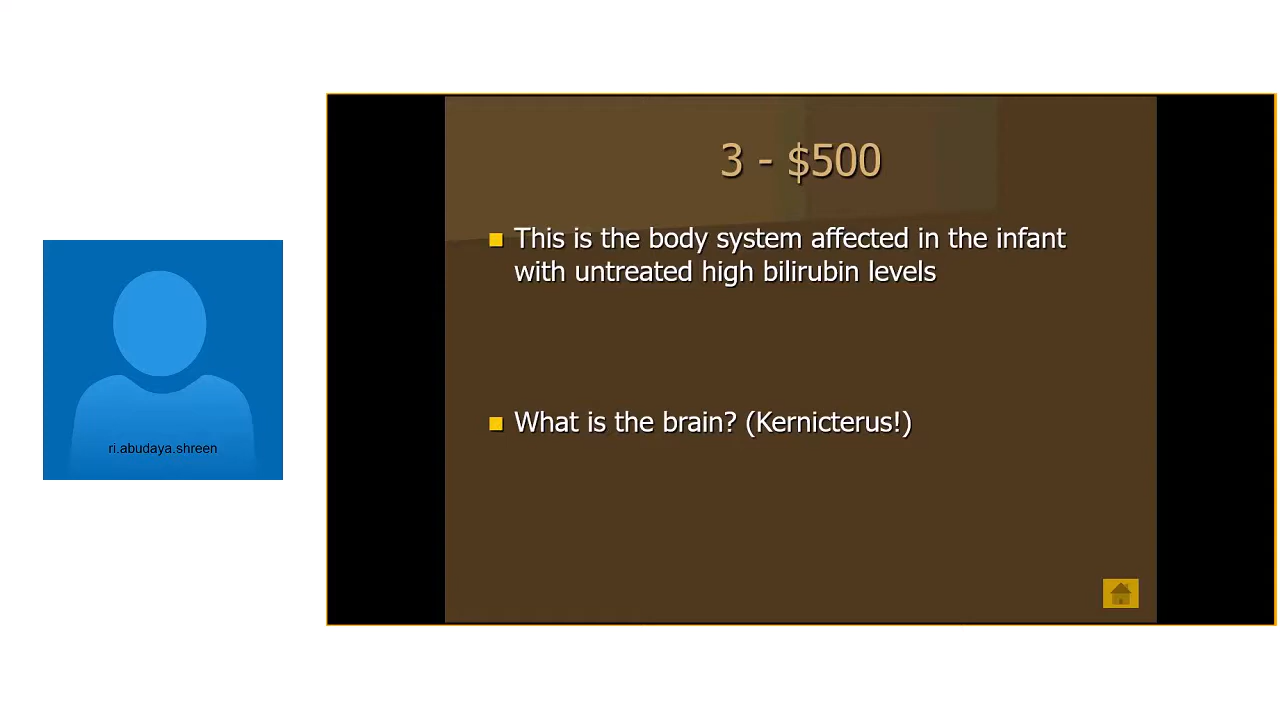 3 - $500
This is the body system affected in the infant
with untreated high bilirubin levels
What is the brain? (Kernicterus!)
ri.abudaya.shreen